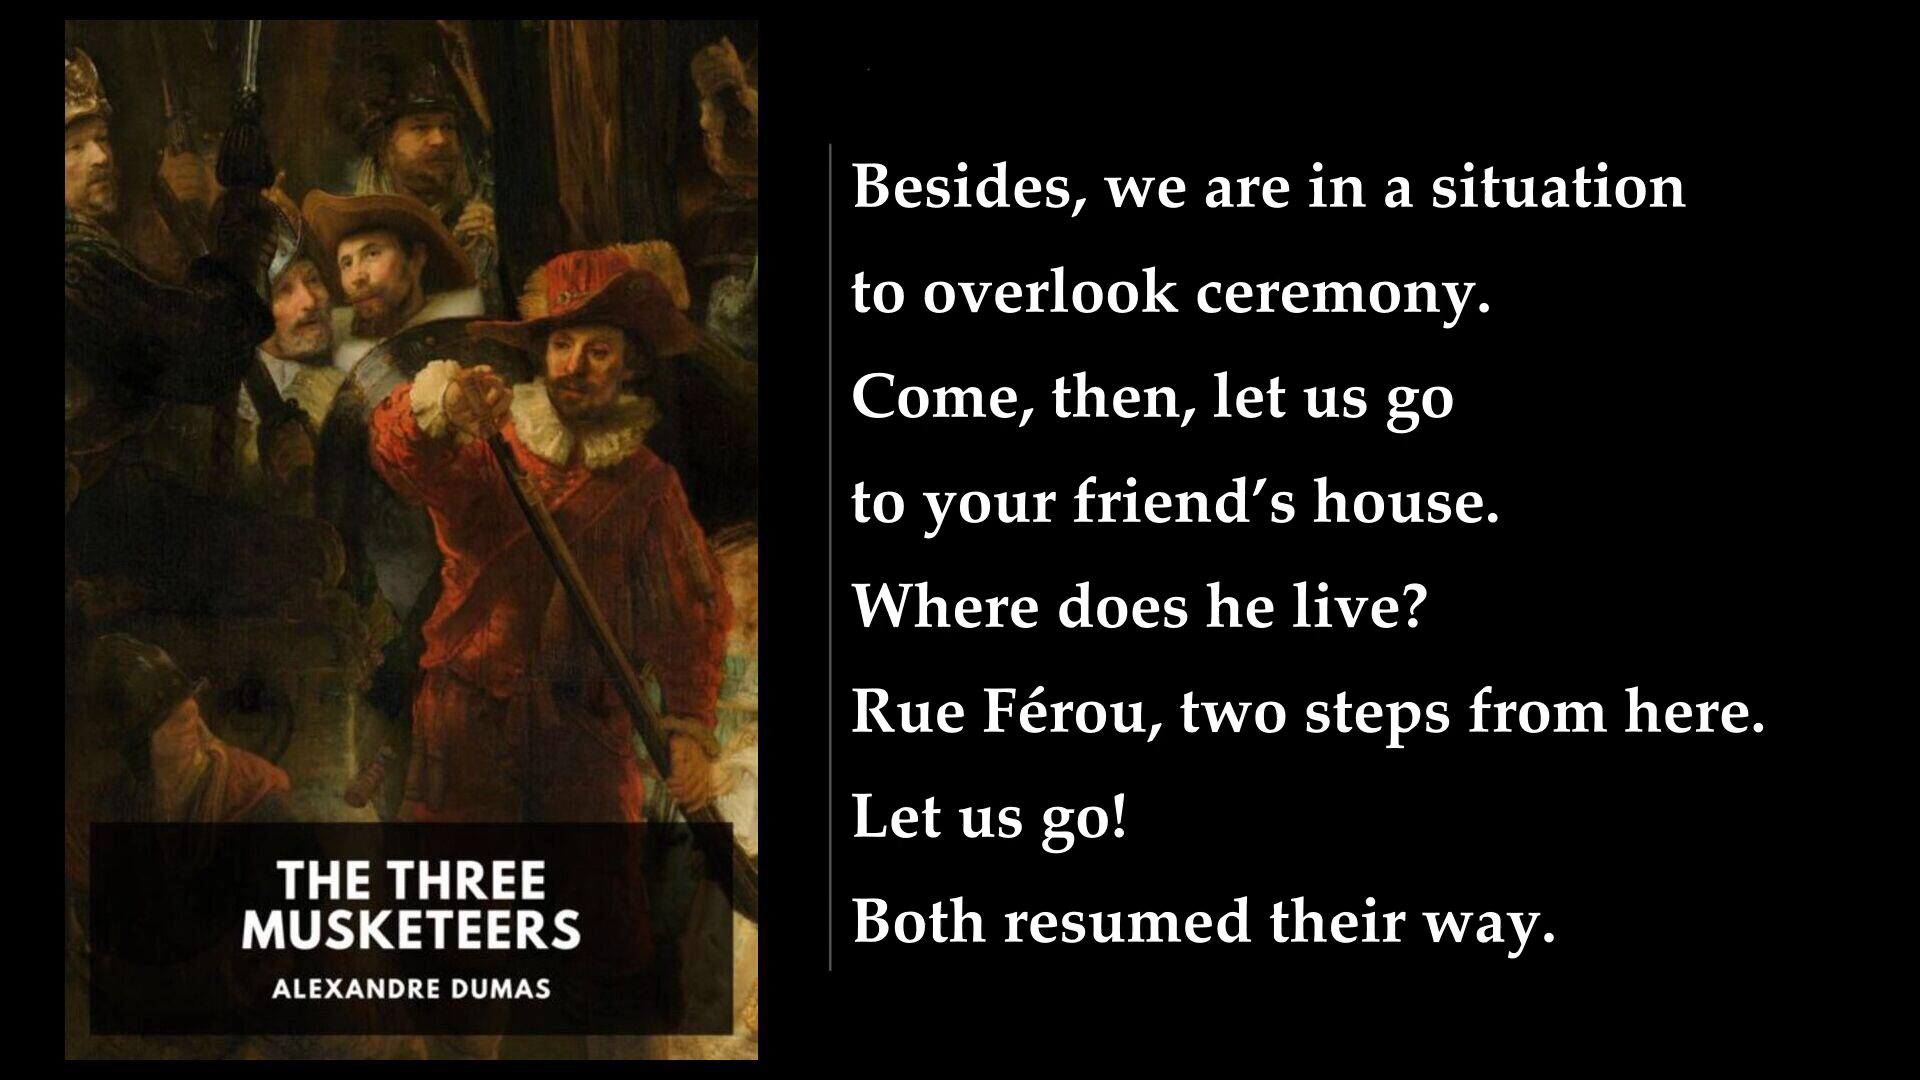 THE THREE
MUSKETEERS
ALEXANDRE DUMAS
Besides, we are in a situation
to overlook ceremony.
Come, then, let us go
to your friend’s house.
Where does he live?
Rue Férou, two steps from here.
Let us go!
Both resumed their way.